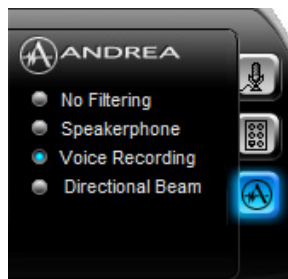 ANDREA
No Filtering
Speakerphone
Voice Recording
Directional Beam